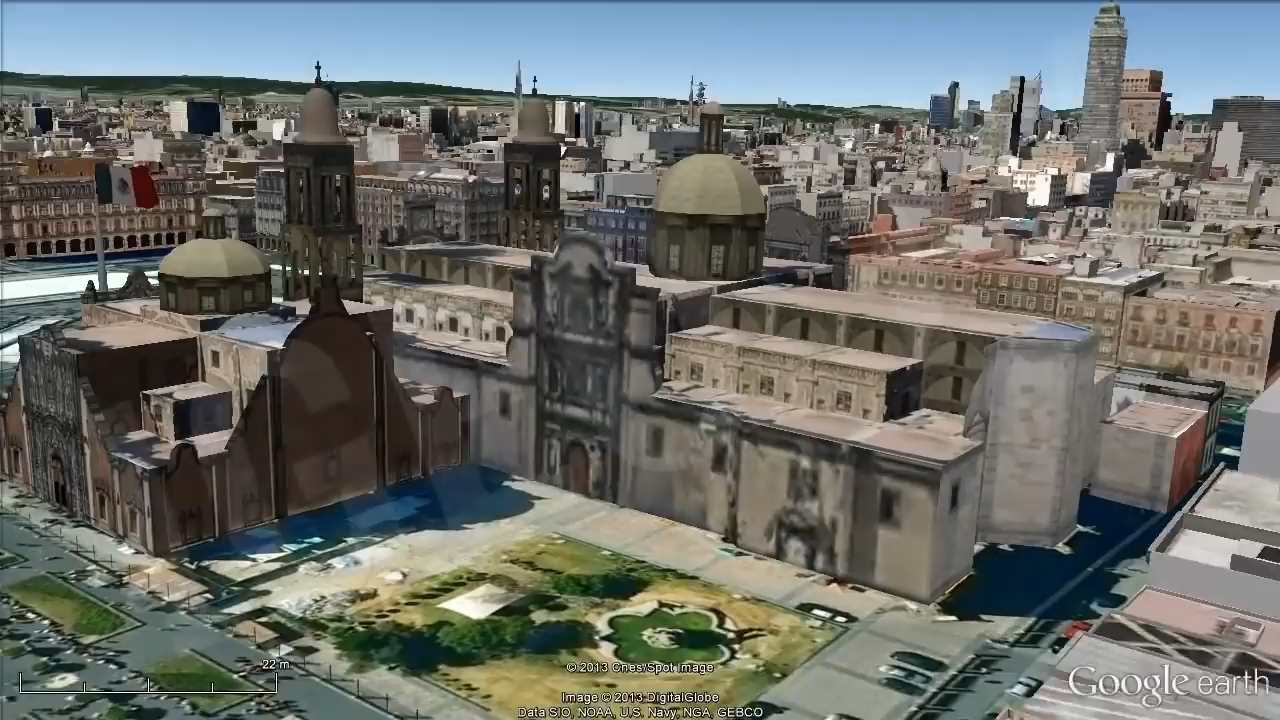 22 m
© 2013 Cnes/Spot Image
Image © 2013 DigitalGlobe
Data SIO, NOAA, U.S. Navy, NGA, GEBCO
Google earth